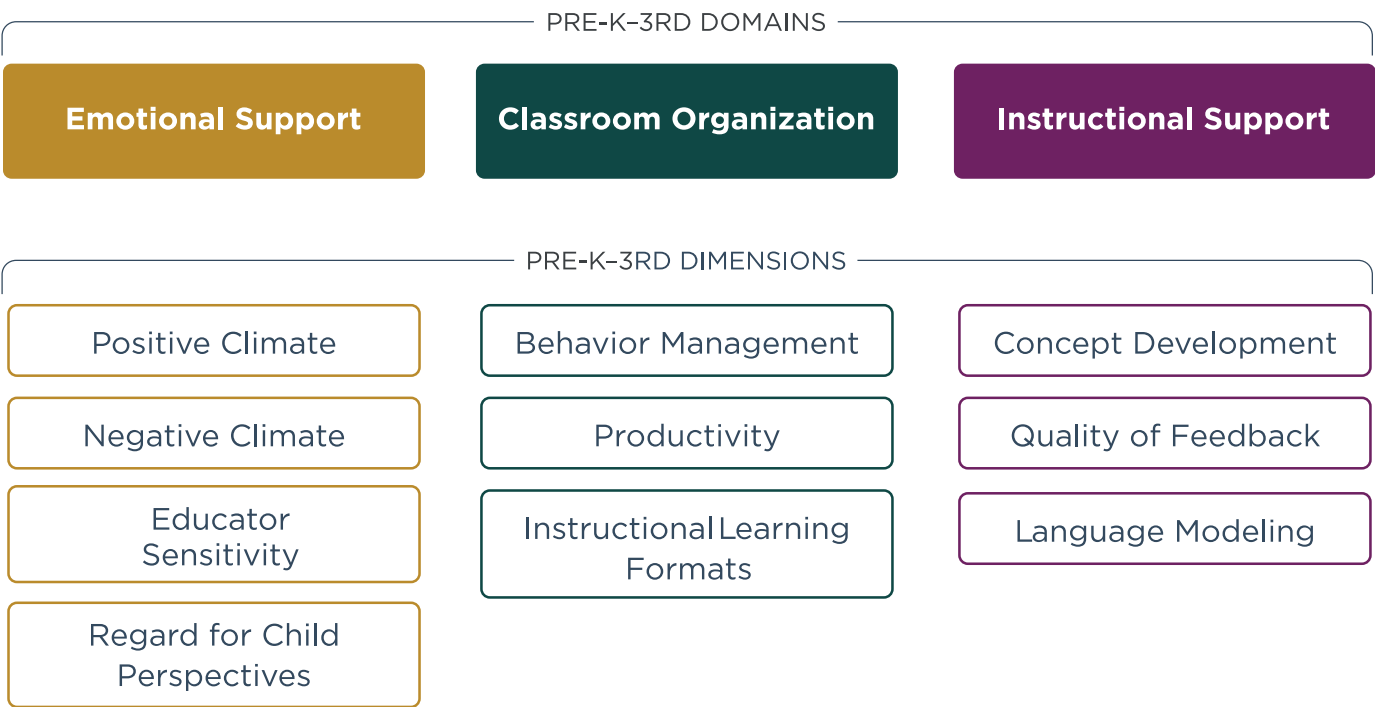 PRE-K–3RD DOMAINS
Emotional Support
Classroom Organization
Instructional Support
PRE-K–3RD DIMENSIONS
Positive Climate
Negative Climate
Educator
Sensitivity
Regard for Child
Perspectives
Behavior Management
Productivity
Instructional Learning
Formats
Concept Development
Quality of Feedback
Language Modeling